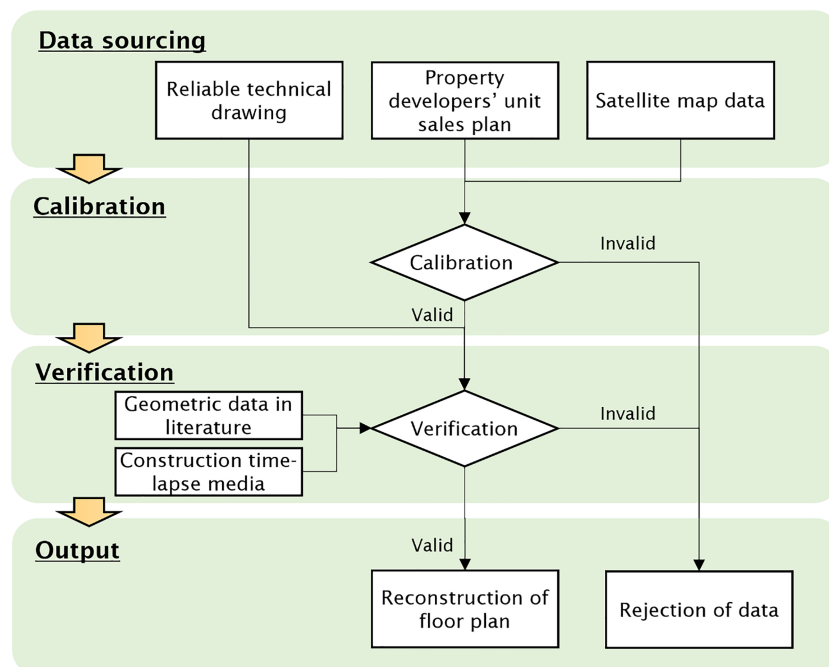 Data sourcing
Reliable technical
drawing
Property
developers’ unit
sales plan
Satellite map data
Calibration
Calibration
Invalid
Valid
Verification
Geometric data in
literature
Construction time-
lapse media
Verification
Invalid
Output
Valid
Reconstruction of
floor plan
Rejection of data